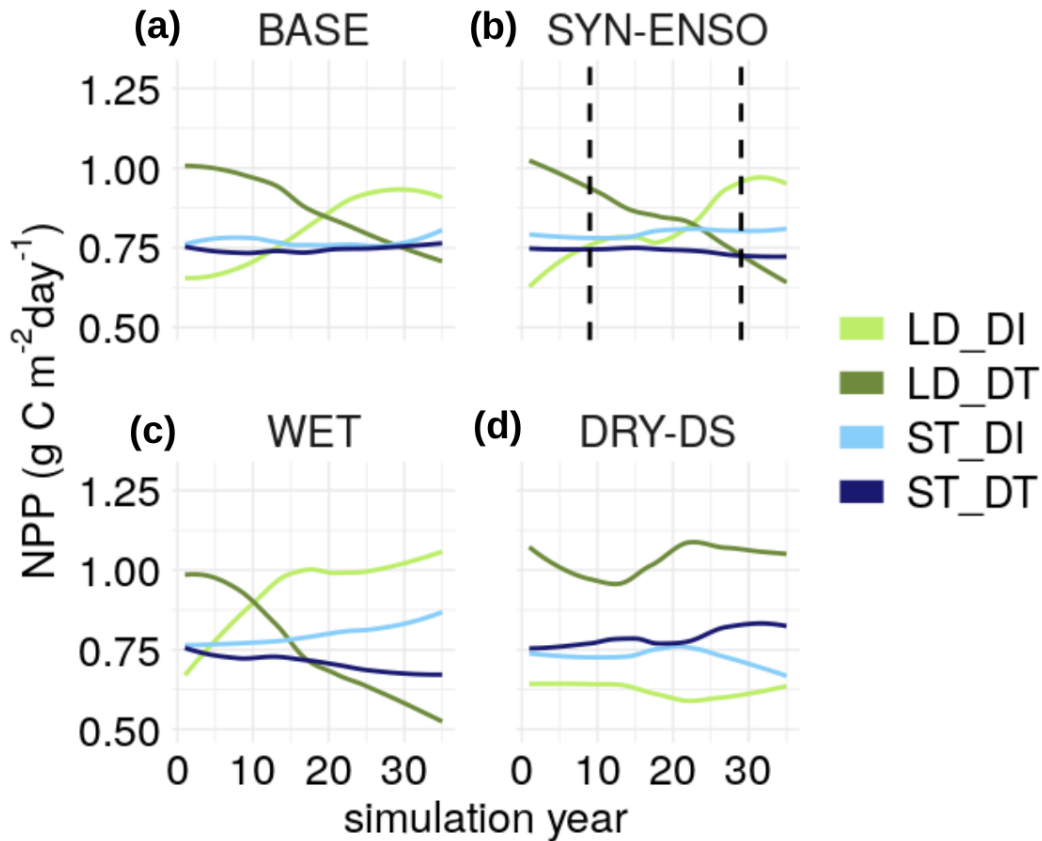 (a) BASE
(b) SYN-ENSO
1.25
1.00
0.75
0.50
(c) WET
(d) DRY-DS
1.25
1.00
0.75
0.50
0 10 20 30
0 10 20 30
simulation year
NPP (g C m⁻²day⁻¹)
LD_DI
LD_DT
ST_DI
ST_DT